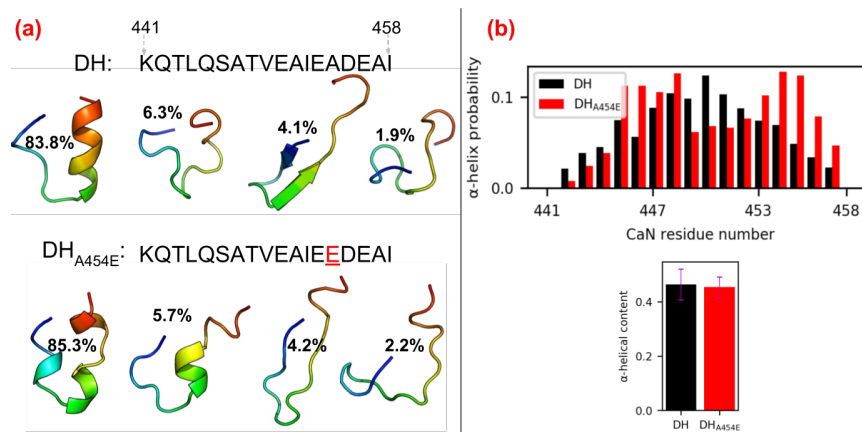 (a)
441 458
DH: KQTLQSATVEAIEADEAI
83.8% 6.3% 4.1% 1.9%
DHA454E: KQTLQSATVEAIEEDEAI
85.3% 5.7% 4.2% 2.2%
(b)
α-helix probability
0.1
0.0
DH
DHA454E
441 447 453 458
CaN residue number
α-helical content
0.4
0.2
0.0
DH DHA454E